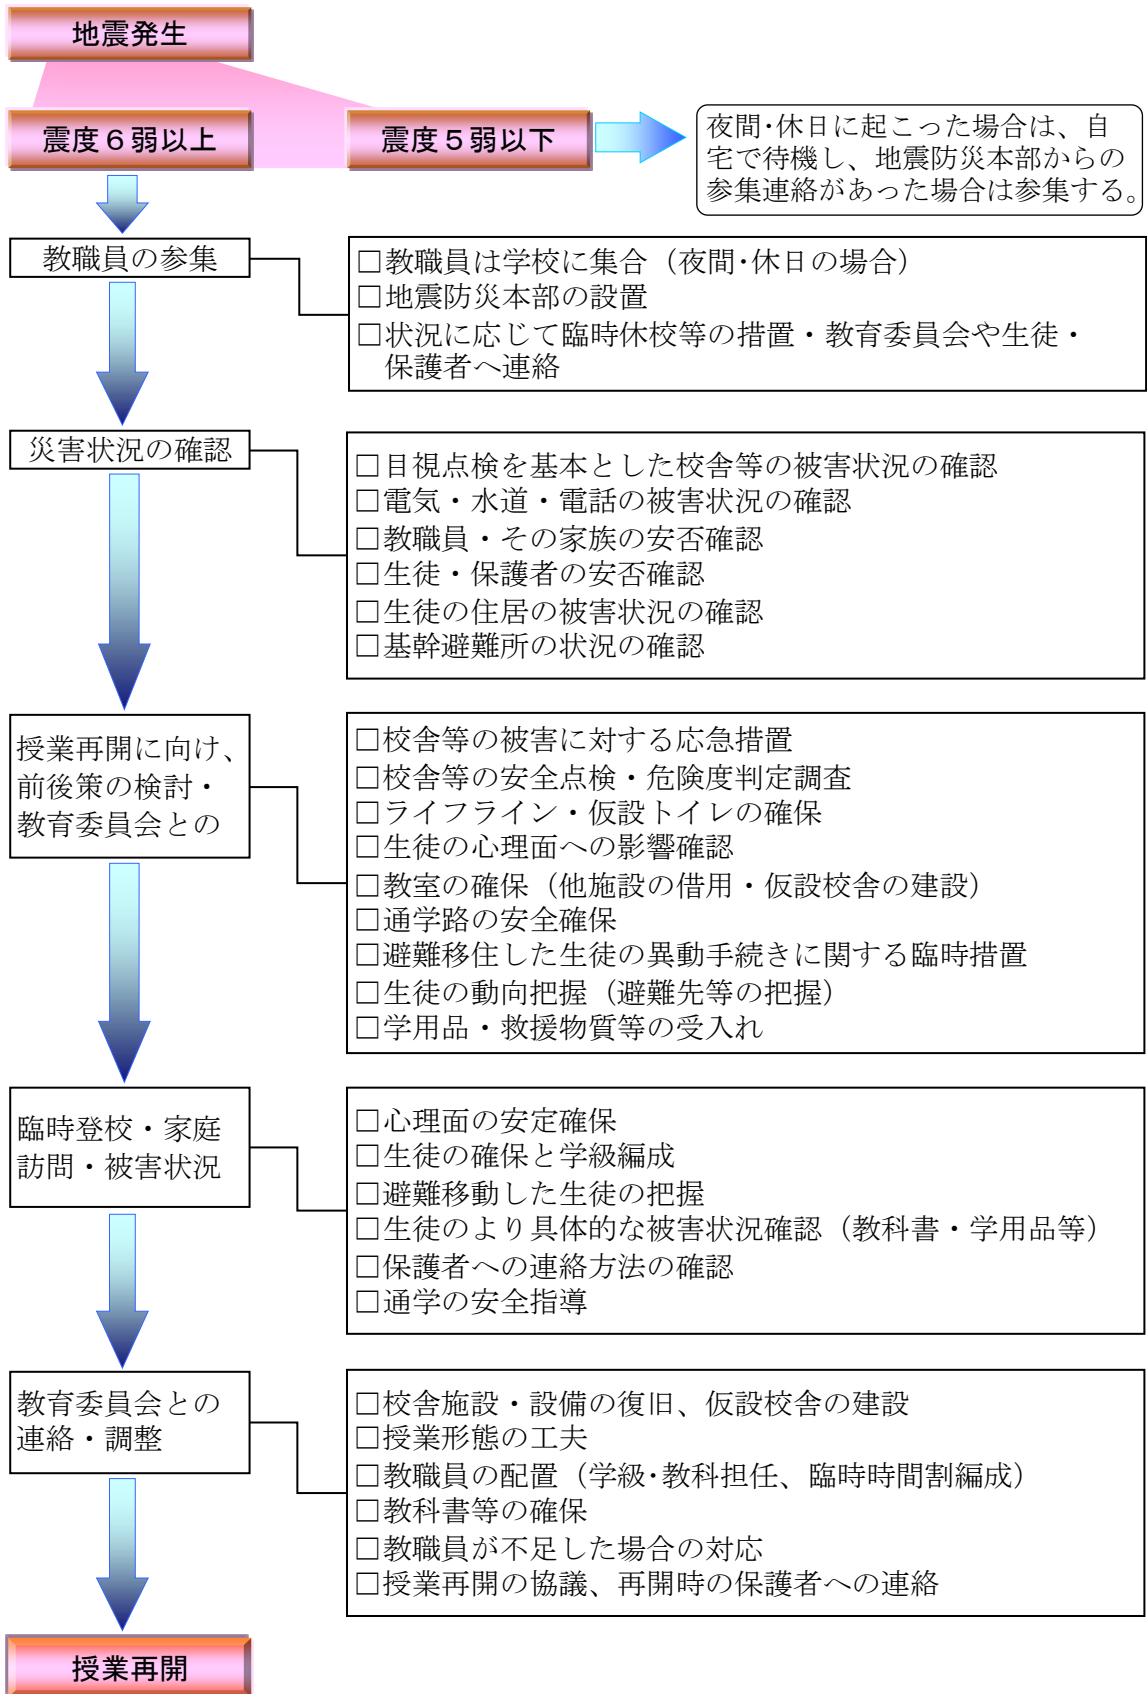 地震発生
震度６弱以上
震度５弱以下
夜間･休日に起こった場合は、自
宅で待機し、地震防災本部からの
参集連絡があった場合は参集する。
教職員の参集
□教職員は学校に集合（夜間･休日の場合）
□地震防災本部の設置
□状況に応じて臨時休校等の措置・教育委員会や生徒・
保護者へ連絡
災害状況の確認
□目視点検を基本とした校舎等の被害状況の確認
□電気・水道・電話の被害状況の確認
□教職員・その家族の安否確認
□生徒・保護者の安否確認
□生徒の住居の被害状況の確認
□基幹避難所の状況の確認
授業再開に向け、
前後策の検討・
教育委員会との
□校舎等の被害に対する応急措置
□校舎等の安全点検・危険度判定調査
□ライフライン・仮設トイレの確保
□生徒の心理面への影響確認
□教室の確保（他施設の借用・仮設校舎の建設）
□通学路の安全確保
□避難移住した生徒の異動手続きに関する臨時措置
□生徒の動向把握（避難先等の把握）
□学用品・救援物質等の受入れ
臨時登校・家庭
訪問・被害状況
□心理面の安定確保
□生徒の確保と学級編成
□避難移動した生徒の把握
□生徒のより具体的な被害状況確認（教科書・学用品等）
□保護者への連絡方法の確認
□通学の安全指導
教育委員会との
連絡・調整
□校舎施設・設備の復旧、仮設校舎の建設
□授業形態の工夫
□教職員の配置（学級･教科担任、臨時時間割編成）
□教科書等の確保
□教職員が不足した場合の対応
□授業再開の協議、再開時の保護者への連絡
授業再開